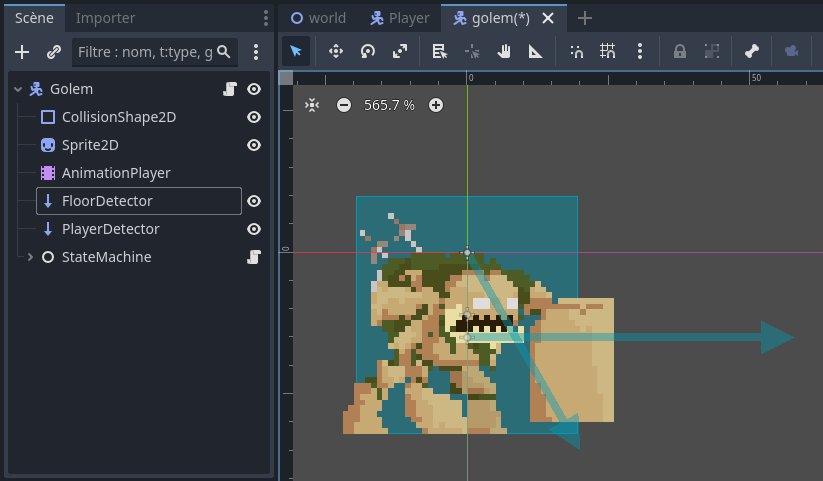 Scène
Importer
world
Player
golem(*)
Filtre : nom, t:type, g
Golem
CollisionShape2D
Sprite2D
AnimationPlayer
FloorDetector
PlayerDetector
StateMachine
0
50
565.7 %
0